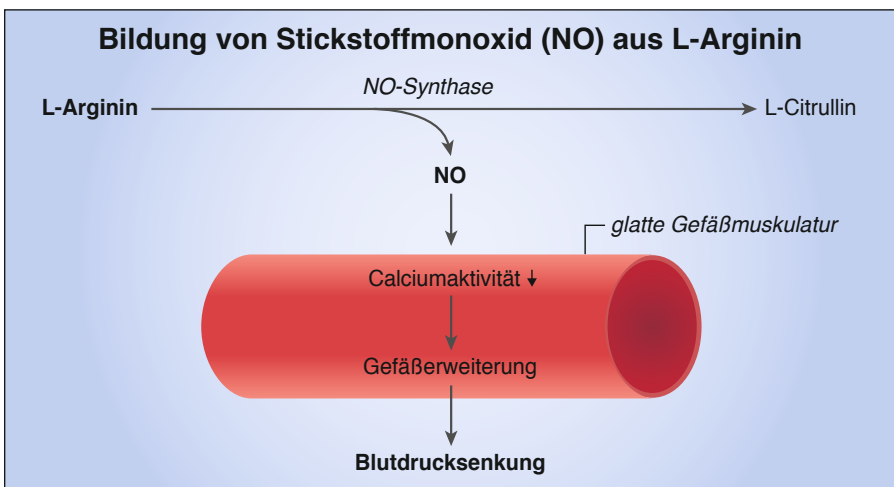 Bildung von Stickstoffmonoxid (NO) aus L-Arginin
NO-Synthase
L-Arginin
L-Citrullin
NO
glatte Gefäßmuskulatur
Calciumaktivität ↓
Gefäßerweiterung
Blutdrucksenkung